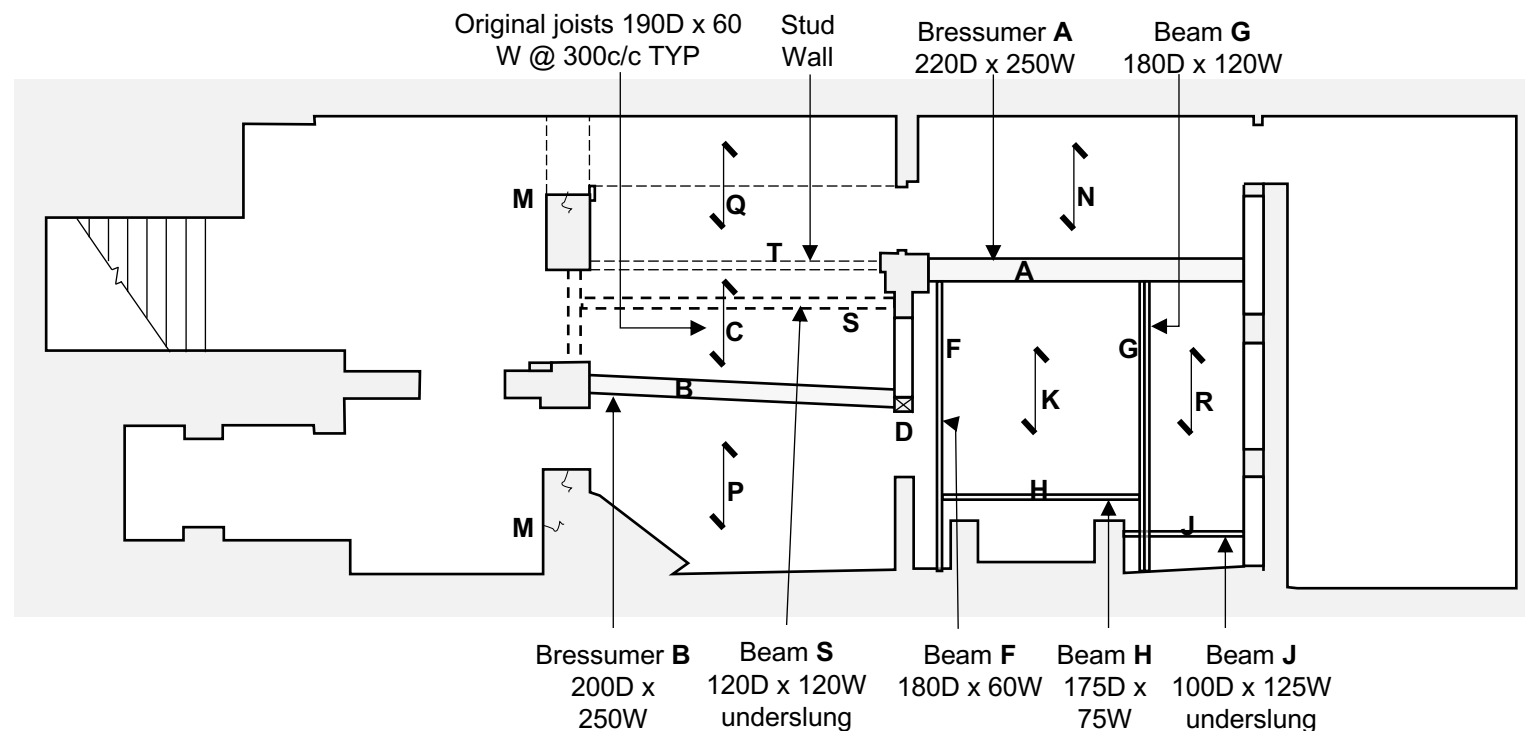 Original joists 190D x 60
W @ 300c/c TYP
Stud
Wall
Bressumer A
220D x 250W
Beam G
180D x 120W
M
Q
N
T
A
S
C
F
G
B
K
R
D
H
P
J
M
Bressumer B
200D x
250W
Beam S
120D x 120W
underslung
Beam F
180D x 60W
Beam H
175D x
75W
Beam J
100D x 125W
underslung